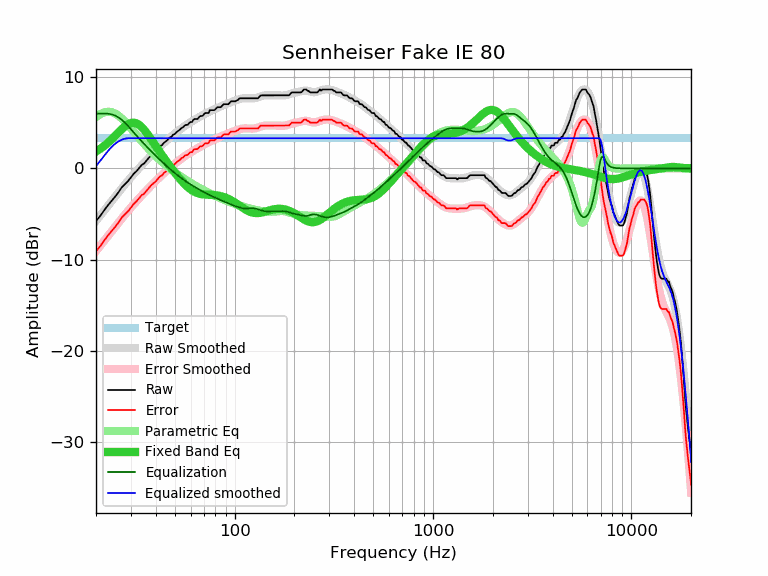 Sennheiser Fake IE 80
Amplitude (dBr)
10
0
−10
−20
−30
Target
Raw Smoothed
Error Smoothed
Raw
Error
Parametric Eq
Fixed Band Eq
Equalization
Equalized smoothed
100
1000
10000
Frequency (Hz)